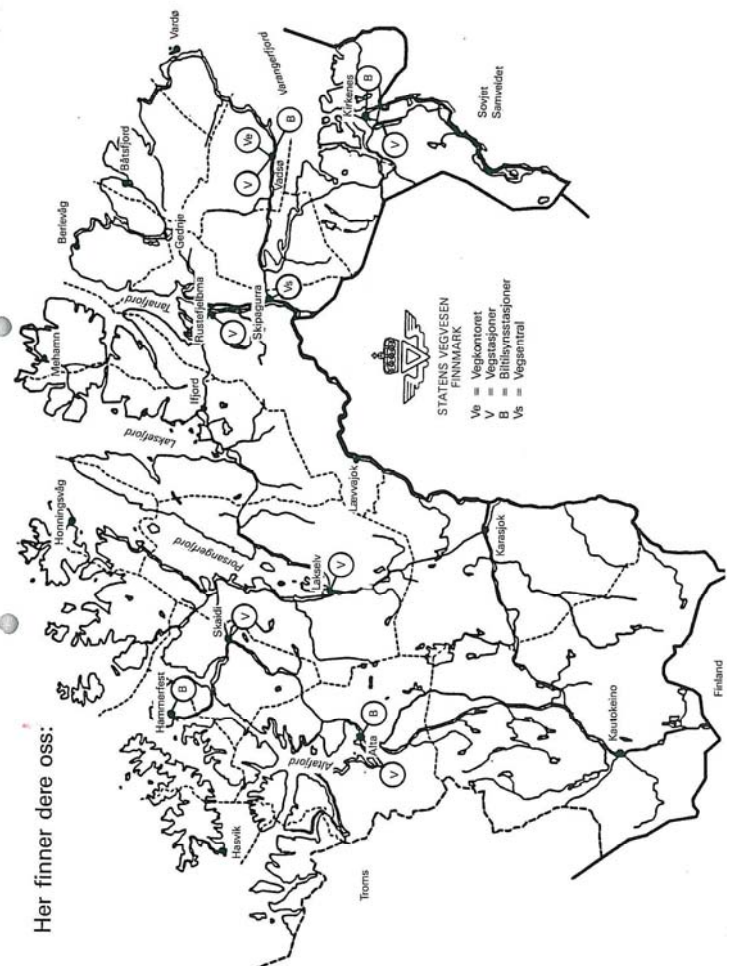 Her finner dere oss:
Honningsvåg
Mehamn
Berlevåg
Båtsfjord
Vardø
Hammerfest
B
Skaidi
V
Porsangerfjord
Laksefjord
Tanafjord
Gednje
Hasvik
Altafjord
Lakselv
V
Ifjord
Rustefjelbma
V
Skipagurra
Vs
V
Ve
B
Vadsø
Varangerfjord
Troms
Alta
B
V
Lævvajok
Kirkenes
B
V
Karasjok
Kautokeino
Finland
Sovjet
Samveldet
STATENS VEGVESEN
FINNMARK
Ve = Vegkontoret
V = Vegstasjoner
B = Biltilsynsstasjoner
Vs = Vegsentral